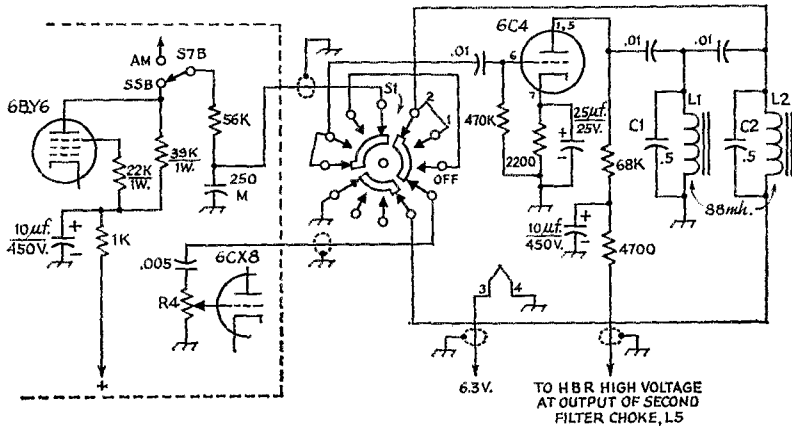 AM
S7B
SSB
6BY6
56K
39K
1W.
22K
1W.
250
M
10µf.
450V.
1K
.005
6CX8
R4
+
-
+
S1
2
1
OFF
6C4
1,5
.01
6
7
470K
2200
25µf.
25V.
+
-
68K
10µf.
450V.
+
-
4700
.01
.01
L1
C1
.5
L2
C2
.5
88mh.
3
4
6.3V.
TO HBR HIGH VOLTAGE
AT OUTPUT OF SECOND
FILTER CHOKE, L5